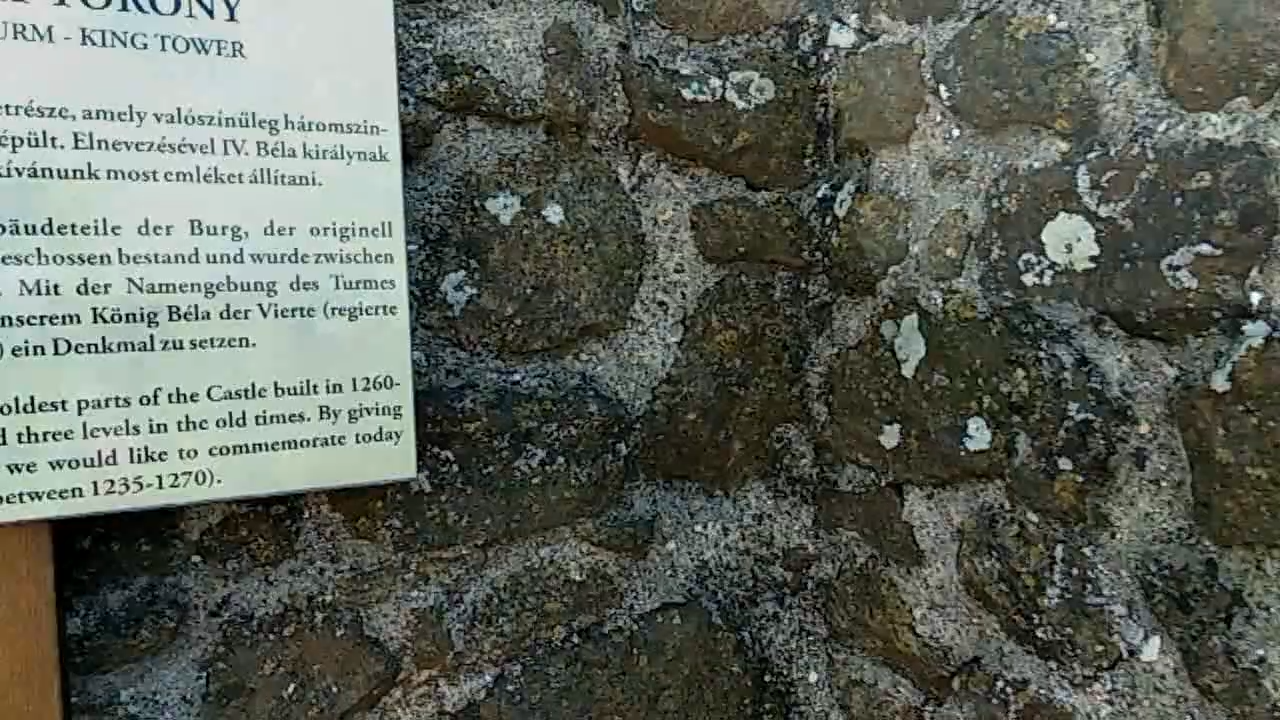 TORONY
URM - KING TOWER
etrésze, amely valószínűleg háromszin-
épült. Elnevezésével IV. Béla királynak
kívánunk most emléket állítani.
bäudeteile der Burg, der originell
eschossen bestand und wurde zwischen
. Mit der Namengebung des Turmes
nserem König Béla der Vierte (regierte
) ein Denkmal zu setzen.
oldest parts of the Castle built in 1260-
d three levels in the old times. By giving
we would like to commemorate today
between 1235-1270).